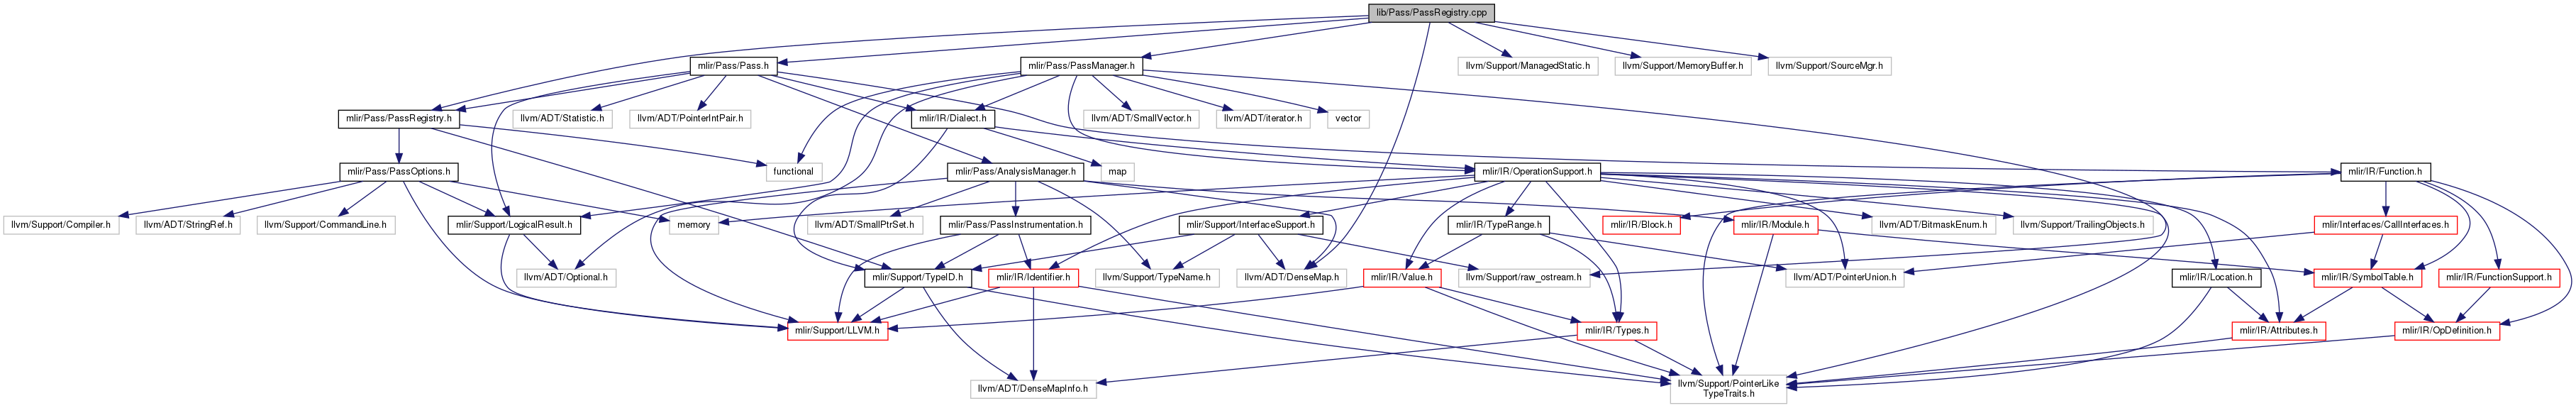 lib/Pass/PassRegistry.cpp
mlir/Pass/Pass.h
mlir/Pass/PassManager.h
llvm/Support/ManagedStatic.h
llvm/Support/MemoryBuffer.h
llvm/Support/SourceMgr.h
mlir/Pass/PassRegistry.h
llvm/ADT/Statistic.h
llvm/ADT/PointerIntPair.h
mlir/IR/Dialect.h
llvm/ADT/SmallVector.h
llvm/ADT/iterator.h
vector
mlir/Pass/PassOptions.h
functional
mlir/Pass/AnalysisManager.h
map
mlir/IR/OperationSupport.h
mlir/IR/Function.h
llvm/Support/Compiler.h
llvm/ADT/StringRef.h
llvm/Support/CommandLine.h
mlir/Support/LogicalResult.h
memory
llvm/ADT/SmallPtrSet.h
mlir/Pass/PassInstrumentation.h
mlir/Support/InterfaceSupport.h
mlir/IR/TypeRange.h
mlir/IR/Block.h
mlir/IR/Module.h
llvm/ADT/BitmaskEnum.h
llvm/Support/TrailingObjects.h
mlir/Interfaces/CallInterfaces.h
llvm/ADT/Optional.h
mlir/Support/TypeID.h
mlir/IR/Identifier.h
llvm/Support/TypeName.h
llvm/ADT/DenseMap.h
mlir/IR/Value.h
llvm/Support/raw_ostream.h
llvm/ADT/PointerUnion.h
mlir/IR/Location.h
mlir/IR/SymbolTable.h
mlir/IR/FunctionSupport.h
mlir/Support/LLVM.h
mlir/IR/Types.h
mlir/IR/Attributes.h
mlir/IR/OpDefinition.h
llvm/ADT/DenseMapInfo.h
llvm/Support/PointerLike
TypeTraits.h